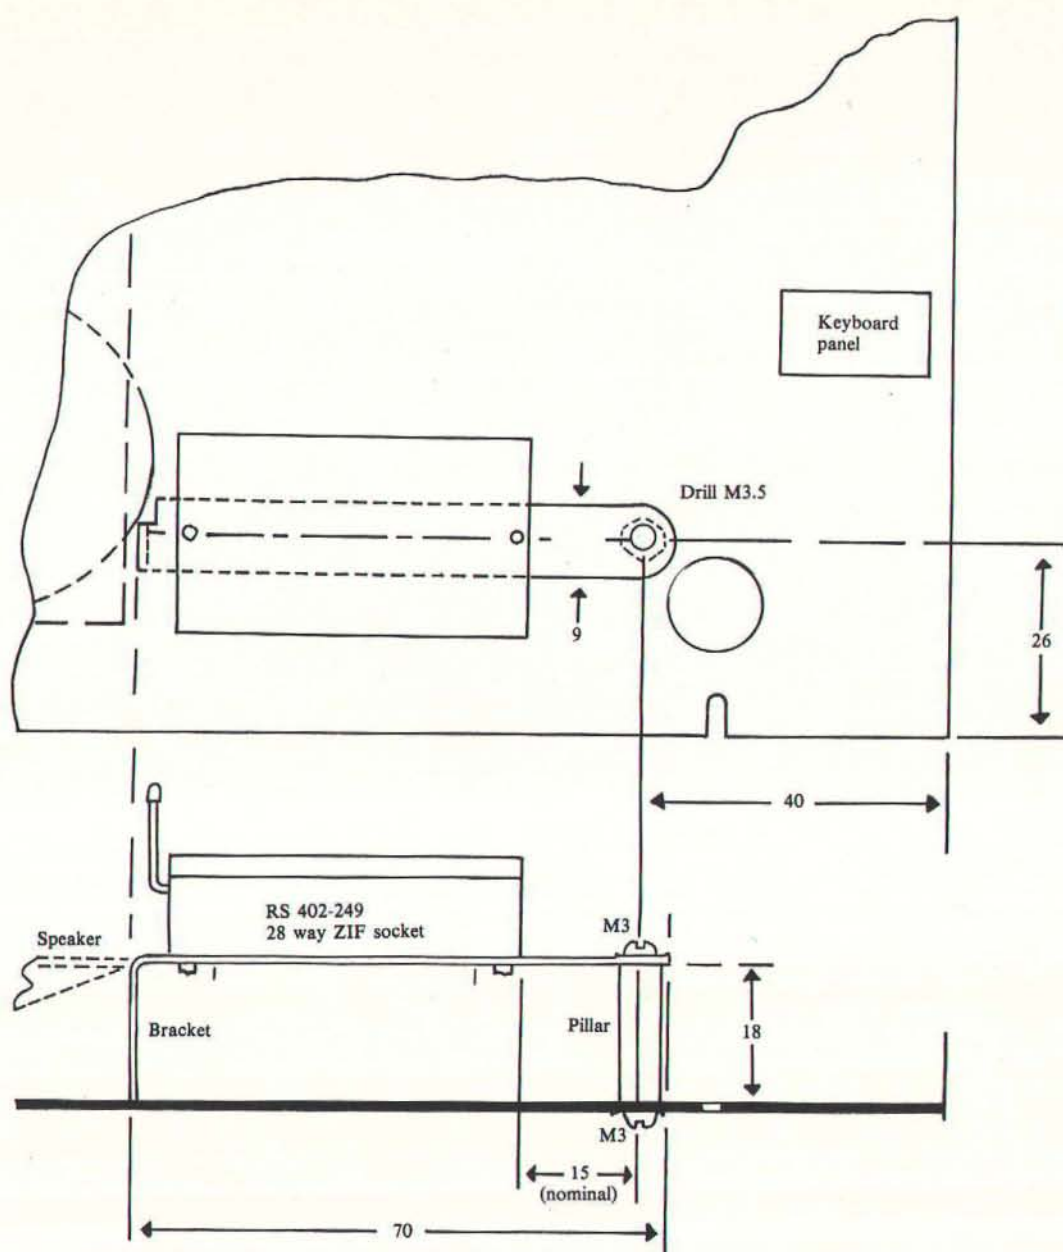 Keyboard
panel
Drill M3.5
9
26
40
RS 402-249
28 way ZIF socket
M3
Speaker
Bracket
Pillar
18
M3
15
(nominal)
70